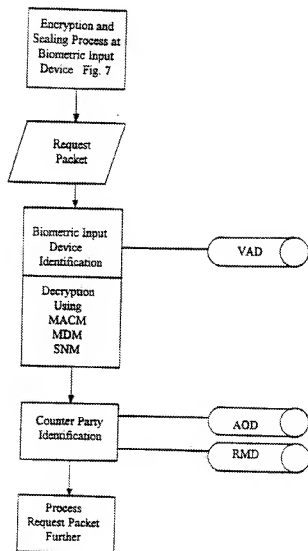 Encryption and
Sealing Process at
Biometric Input
Device Fig. 7
Request
Packet
Biometric Input
Device
Identification
VAD
Decryption
Using
MACM
MDM
SNM
Counter Party
Identification
AOD
RMD
Process
Request Packet
Further